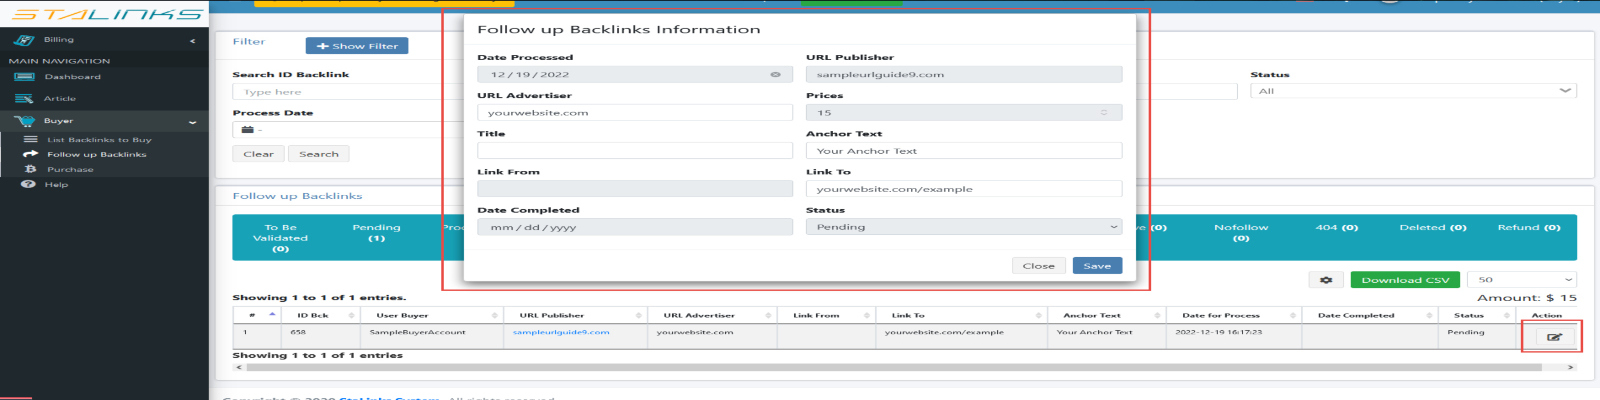 STALINKS
Billing
MAIN NAVIGATION
Dashboard
Article
Buyer
List Backlinks to Buy
Follow up Backlinks
Purchase
Help
Filter
Show Filter
Search ID Backlink
Type here
Process Date
-
Clear
Search
Status
All
Follow up Backlinks Information
Date Processed
12/19/2022
URL Publisher
sampleurlguide9.com
URL Advertiser
yourwebsite.com
Prices
15
Title
Anchor Text
Your Anchor Text
Link From
Link To
yourwebsite.com/example
Date Completed
mm/dd/yyyy
Status
Pending
Close
Save
Follow up Backlinks
To Be
Validated
(0)
Pending
(1)
Nofollow
(0)
404 (0)
Deleted (0)
Refund (0)
Download CSV
50
Amount: $ 15
Showing 1 to 1 of 1 entries.
# ID Bck User Buyer URL Publisher URL Advertiser Link From Link To Anchor Text Date for Process Date Completed Status Action
1 658 SampleBuyerAccount sampleurlguide9.com yourwebsite.com yourwebsite.com/example Your Anchor Text 2022-12-19 16:17:23 Pending
Showing 1 to 1 of 1 entries
Copyright © 2020 StaLinks System. All rights reserved.